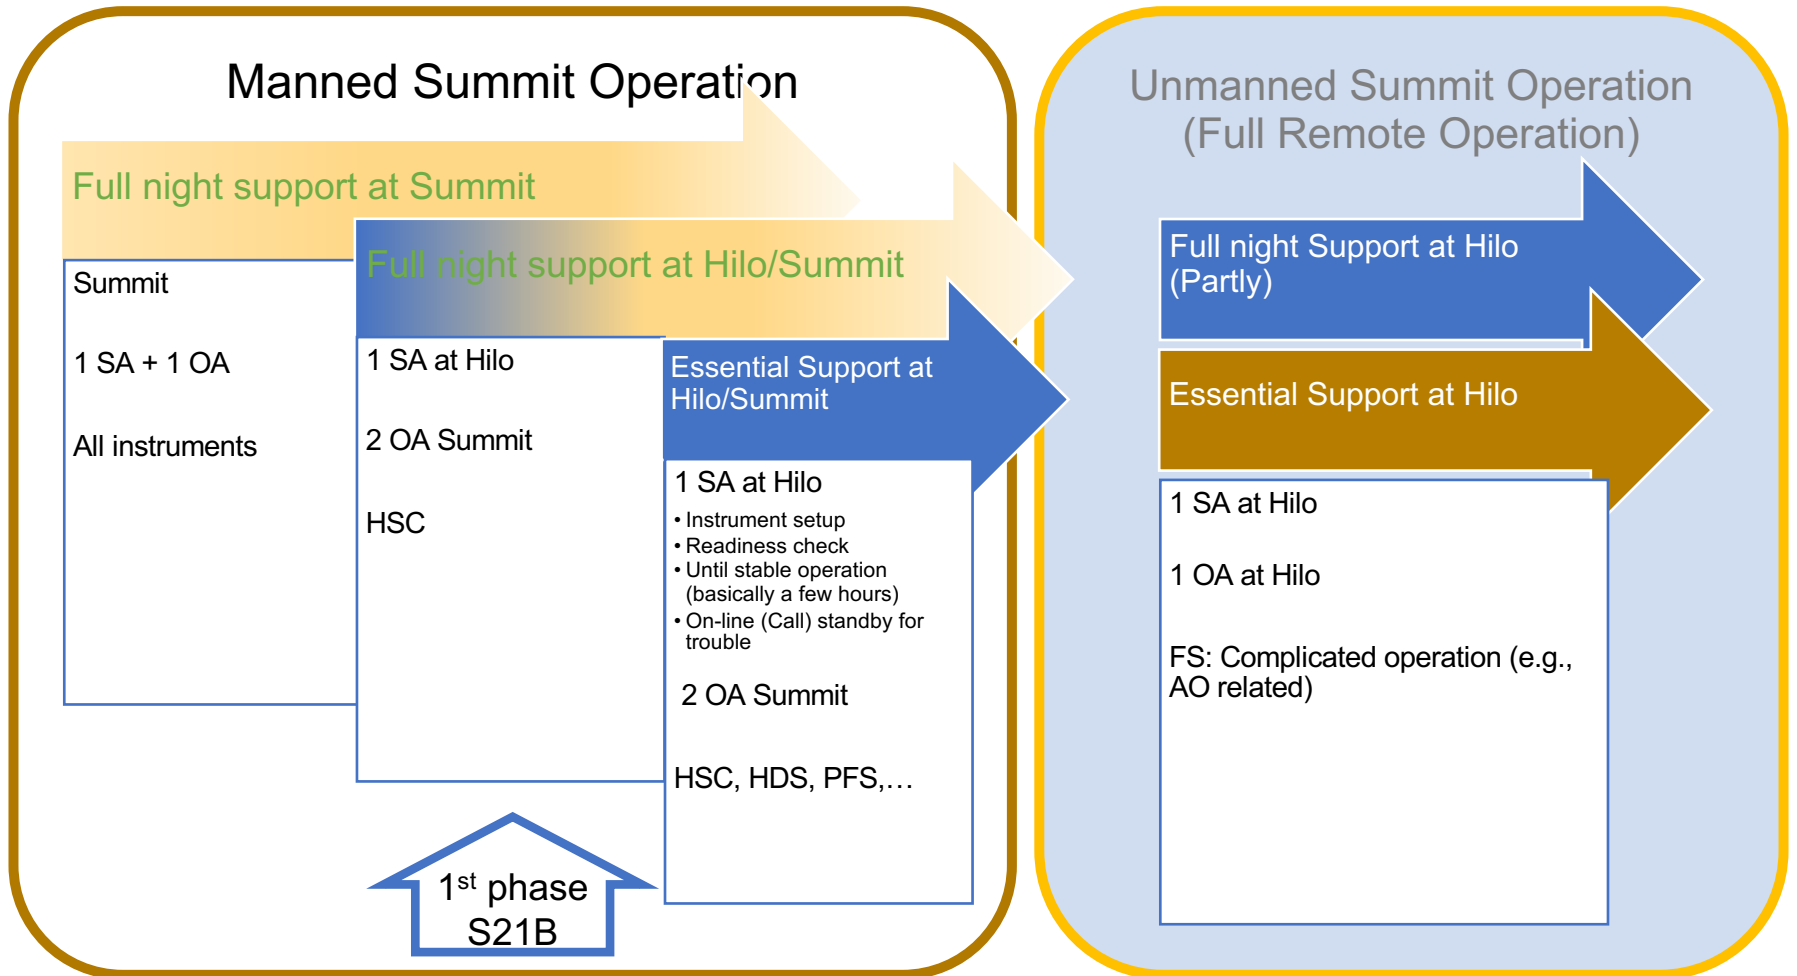 Manned Summit Operation
Full night support at Summit
Summit
1 SA + 1 OA
All instruments
Full night support at Hilo/Summit
1 SA at Hilo
2 OA Summit
HSC
Essential Support at
Hilo/Summit
1 SA at Hilo
• Instrument setup
• Readiness check
• Until stable operation
(basically a few hours)
• On-line (Call) standby for
trouble
2 OA Summit
HSC, HDS, PFS,…
1st phase
S21B
Unmanned Summit Operation
(Full Remote Operation)
Full night Support at Hilo
(Partly)
Essential Support at Hilo
1 SA at Hilo
1 OA at Hilo
FS: Complicated operation (e.g.,
AO related)